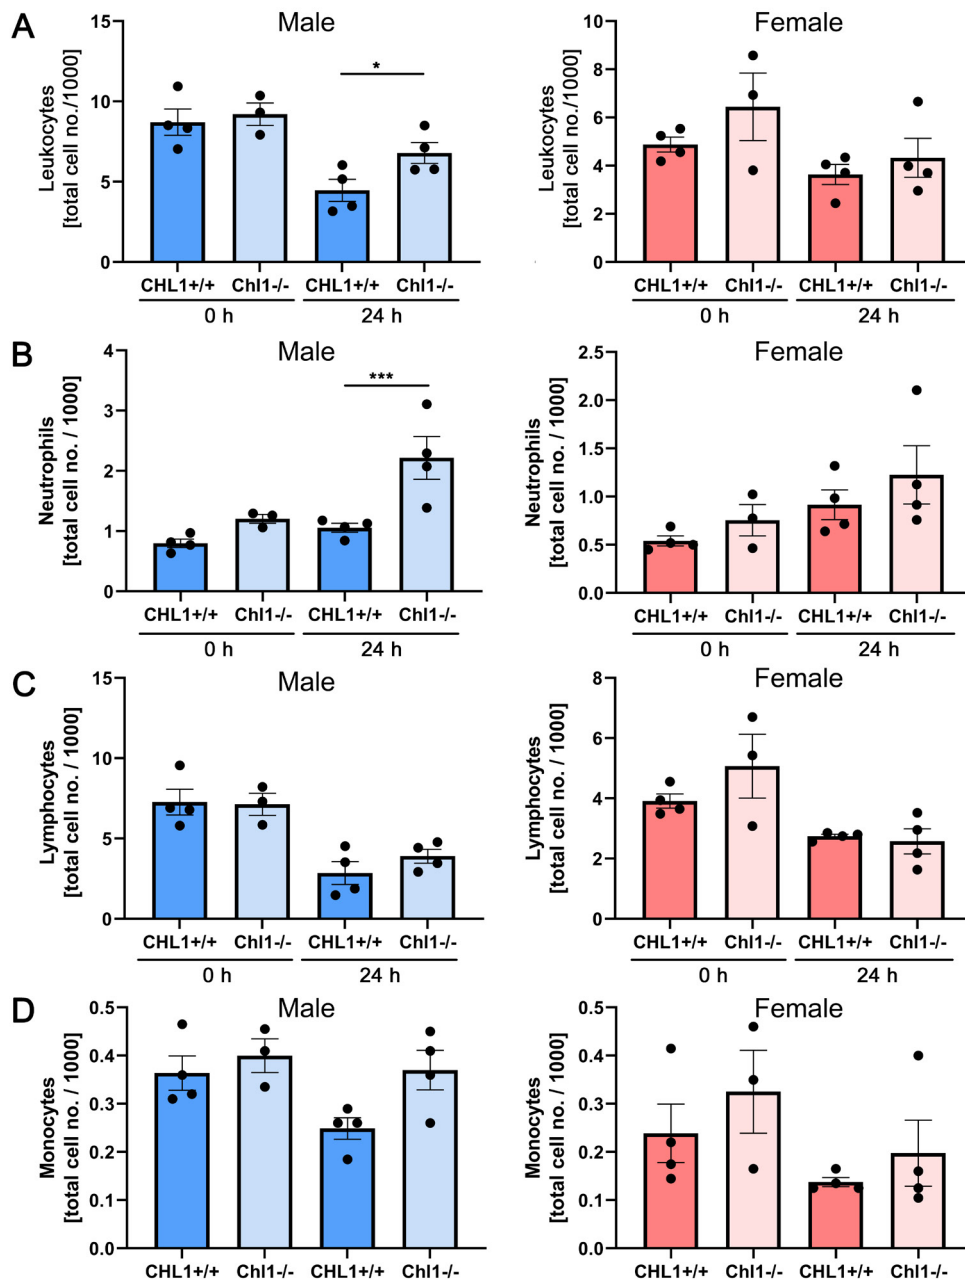 A
Male
Leukocytes
[total cell no./1000]
15
10
5
0
*
CHL1+/+ Chl1-/- CHL1+/+ Chl1-/-
0 h 24 h
Female
Leukocytes
[total cell no./1000]
10
8
6
4
2
0
CHL1+/+ Chl1-/- CHL1+/+ Chl1-/-
0 h 24 h
B
Male
Neutrophils
[total cell no. / 1000]
4
3
2
1
0
***
CHL1+/+ Chl1-/- CHL1+/+ Chl1-/-
0 h 24 h
Female
Neutrophils
[total cell no. / 1000]
2.5
2.0
1.5
1.0
0.5
0.0
CHL1+/+ Chl1-/- CHL1+/+ Chl1-/-
0 h 24 h
C
Male
Lymphocytes
[total cell no. / 1000]
15
10
5
0
CHL1+/+ Chl1-/- CHL1+/+ Chl1-/-
0 h 24 h
Female
Lymphocytes
[total cell no. / 1000]
8
6
4
2
0
CHL1+/+ Chl1-/- CHL1+/+ Chl1-/-
0 h 24 h
D
Male
Monocytes
[total cell no. / 1000]
0.5
0.4
0.3
0.2
0.1
0.0
CHL1+/+ Chl1-/- CHL1+/+ Chl1-/-
Female
Monocytes
[total cell no. / 1000]
0.5
0.4
0.3
0.2
0.1
0.0
CHL1+/+ Chl1-/- CHL1+/+ Chl1-/-